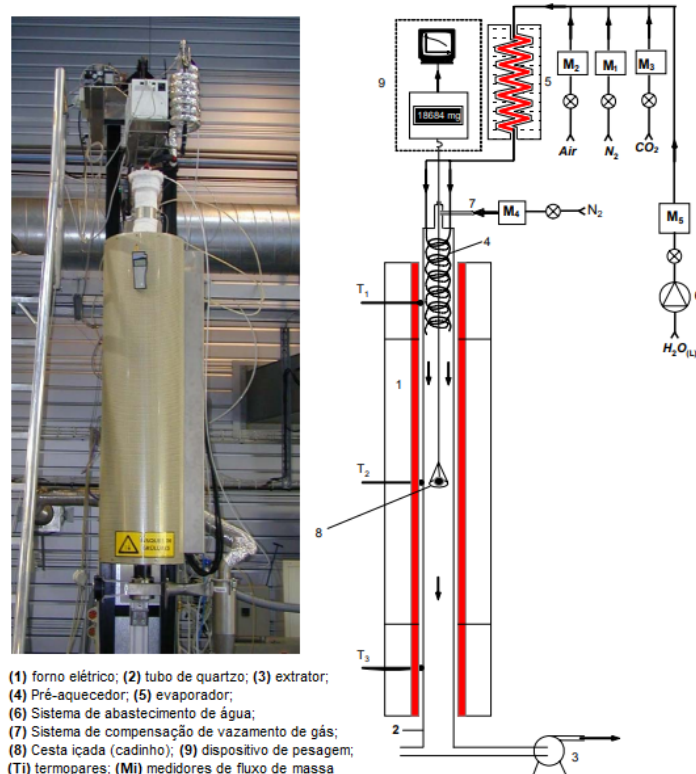 9
18684 mg
5
M₂
M₁
M₃
Air
N₂
CO₂
7
M₄
N₂
M₅
4
T₁
H₂O(L)
1
T₂
8
T₃
2
3
(1) forno elétrico; (2) tubo de quartzo; (3) extrator;
(4) Pré-aquecedor; (5) evaporador;
(6) Sistema de abastecimento de água;
(7) Sistema de compensação de vazamento de gás;
(8) Cesta içada (cadinho); (9) dispositivo de pesagem;
(Ti) termopares; (Mi) medidores de fluxo de massa